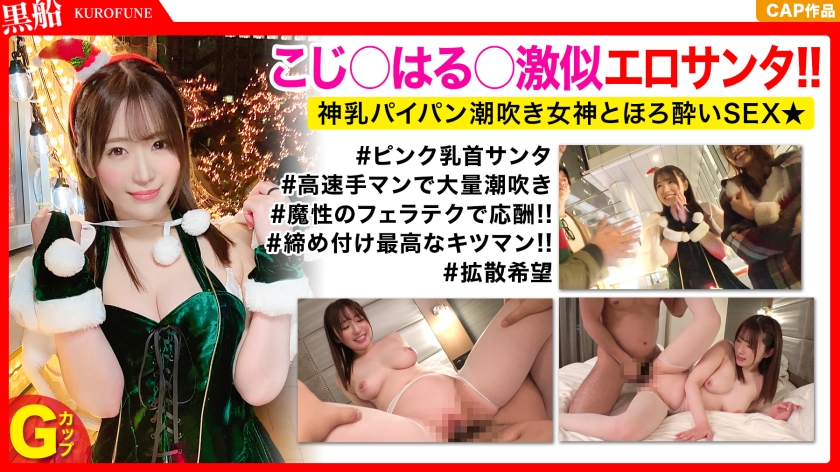 黒船 KUROFUNE
CAP作品
こじ○はる○激似エロサンタ!!
神乳パイパン潮吹き女神とほろ酔いSEX★
#ピンク乳首サンタ
#高速手マンで大量潮吹き
#魔性のフェラテクで応酬!!
#締め付け最高なキツマン!!
#拡散希望
Gカップ